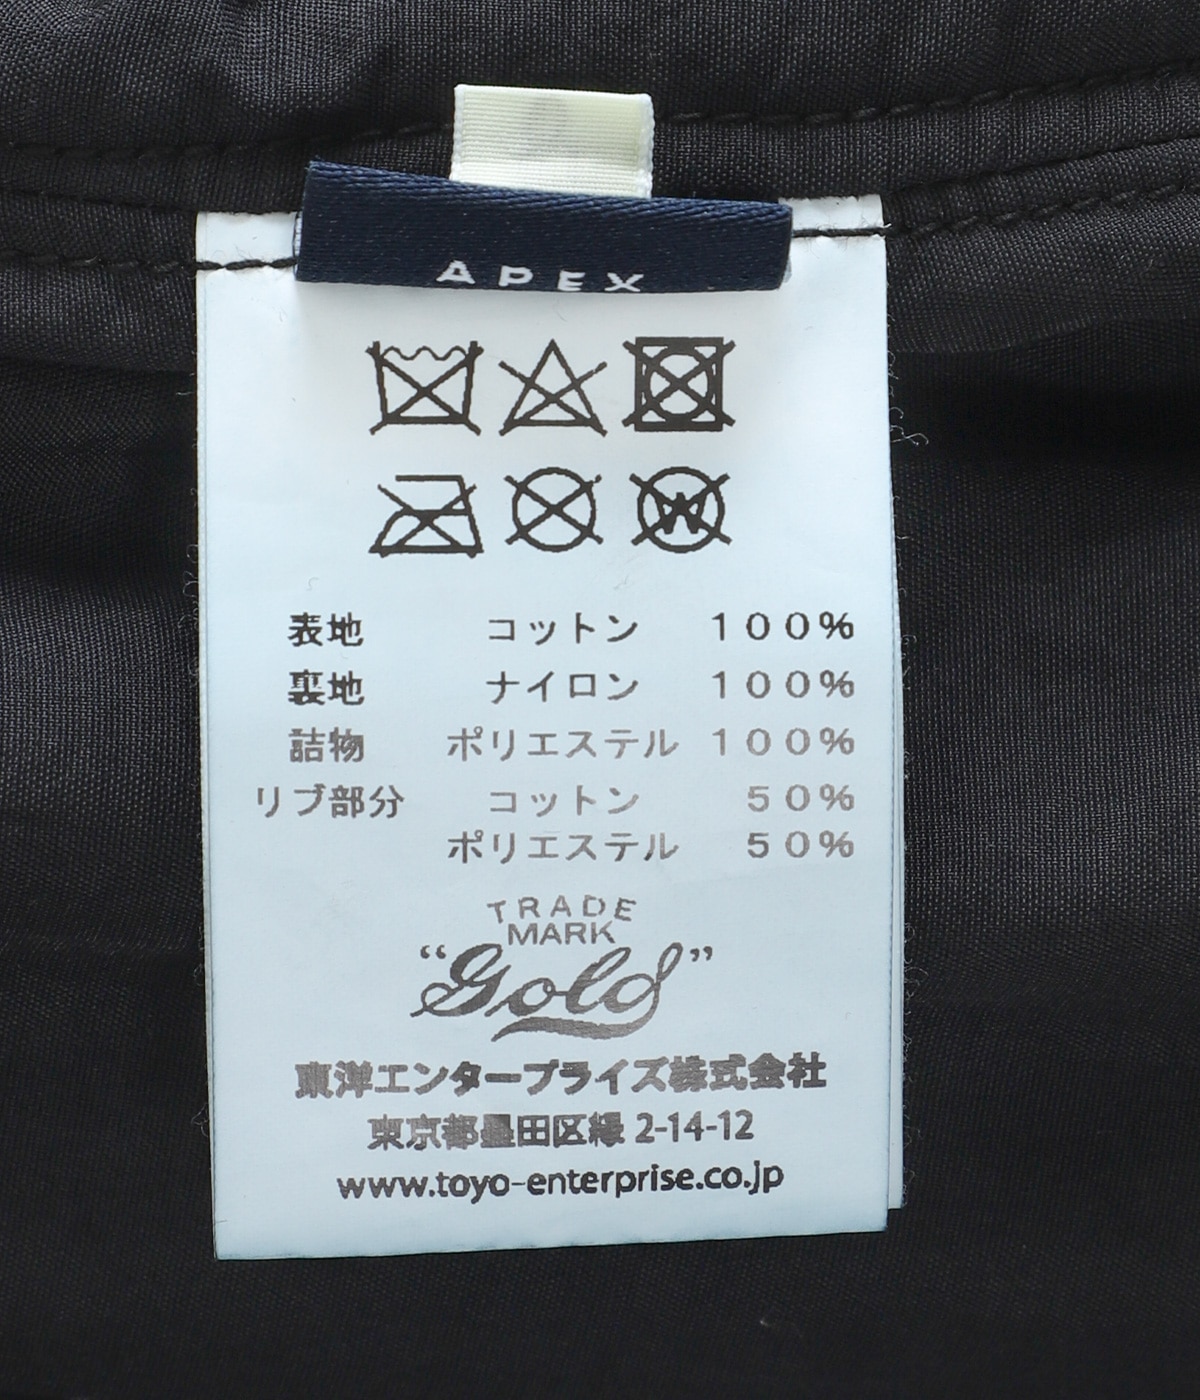 APEX
W
表地 コットン 100%
裏地 ナイロン 100%
詰物 ポリエステル 100%
リブ部分 コットン 50%
ポリエステル 50%
TRADE
MARK
“Gold”
東洋エンタープライズ株式会社
東京都墨田区緑 2-14-12
www.toyo-enterprise.co.jp